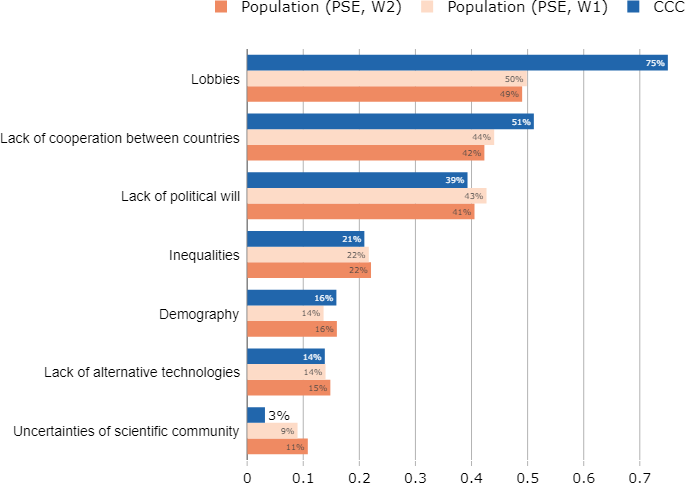 Population (PSE, W2) Population (PSE, W1) CCC
Lobbies 75% 50% 49%
Lack of cooperation between countries 51% 44% 42%
Lack of political will 39% 43% 41%
Inequalities 21% 22% 22%
Demography 16% 14% 16%
Lack of alternative technologies 14% 14% 15%
Uncertainties of scientific community 3% 9% 11%
0 0.1 0.2 0.3 0.4 0.5 0.6 0.7